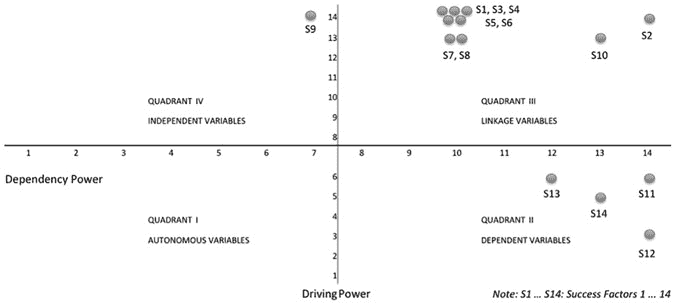 14
S1, S3, S4
S9
S5, S6
S2
13
12
S7, S8
S10
11
10
QUADRANT IV
QUADRANT III
9
INDEPENDENT VARIABLES
LINKAGE VARIABLES
8
1 2 3 4 5 6 7 8 9 10 11 12 13 14
Dependency Power
6
S13
S11
5
S14
4
QUADRANT I
QUADRANT II
3
AUTONOMOUS VARIABLES
DEPENDENT VARIABLES
S12
2
1
Driving Power
Note: S1 ... S14: Success Factors 1 ... 14